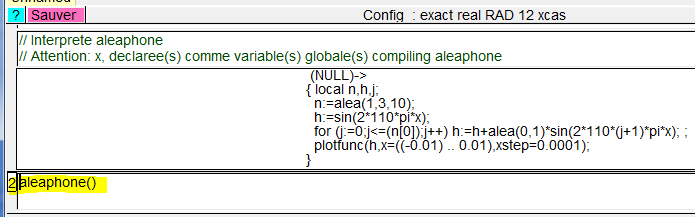 Unnamed
? Sauver Config : exact real RAD 12 xcas
// Interprete aleaphone
// Attention: x, declaree(s) comme variable(s) globale(s) compiling aleaphone
(NULL)->
{ local n,h,j;
n:=alea(1,3,10);
h:=sin(2*110*pi*x);
for (j:=0;j<=(n[0]);j++) h:=h+alea(0,1)*sin(2*110*(j+1)*pi*x); ;
plotfunc(h,x=((-0.01) .. 0.01),xstep=0.0001);
}
2 aleaphone()